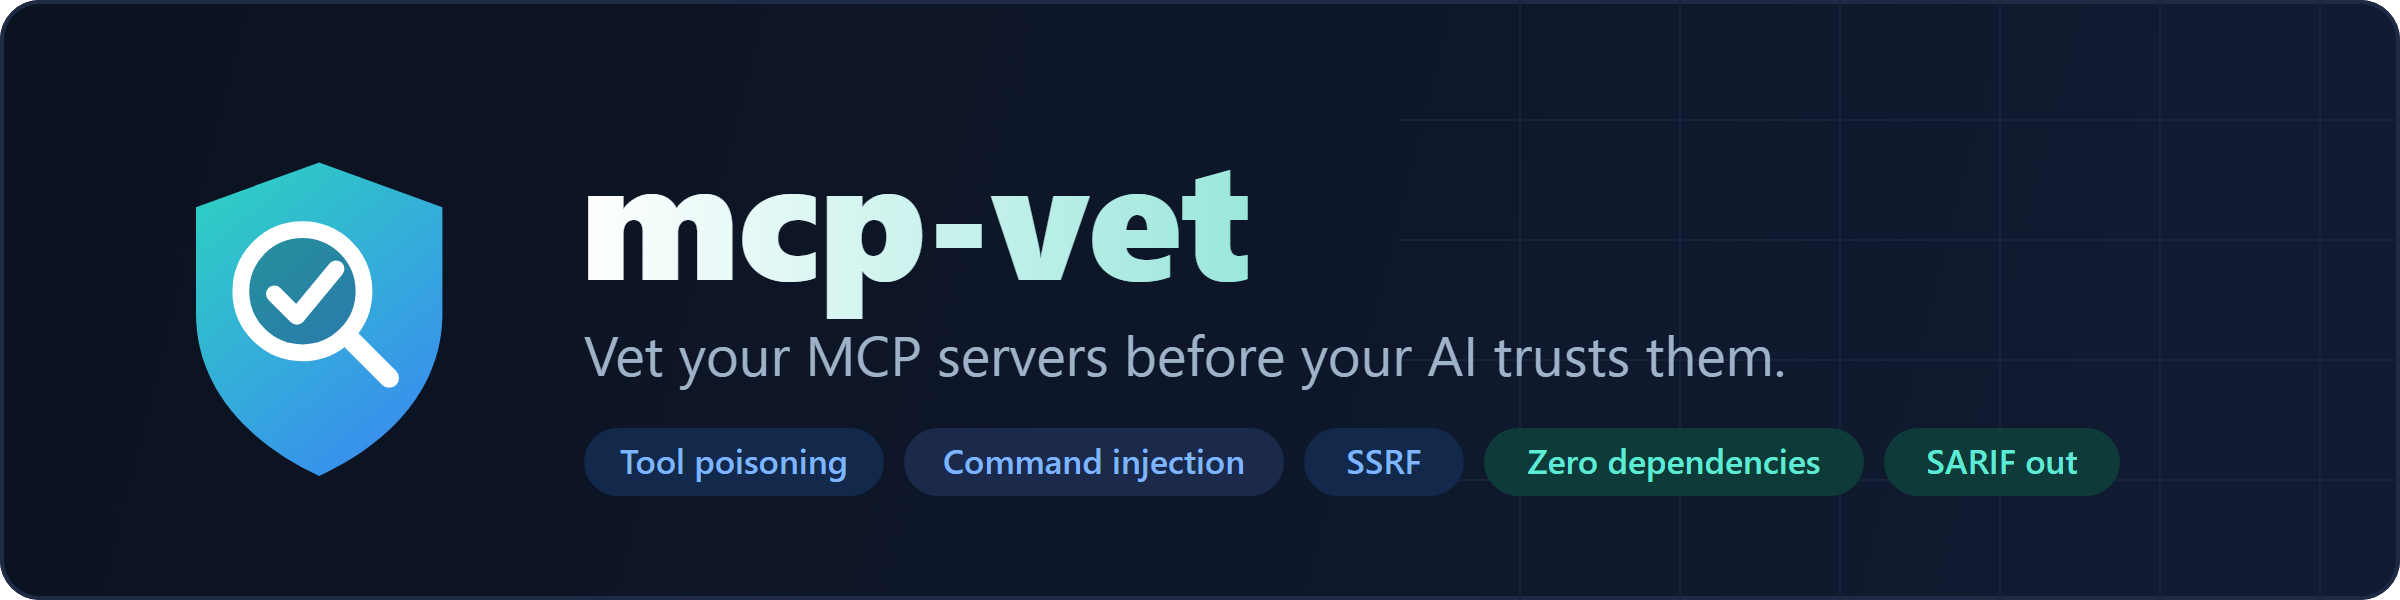 mcp-vet
Vet your MCP servers before your AI trusts them.
Tool poisoning Command injection SSRF Zero dependencies SARIF out